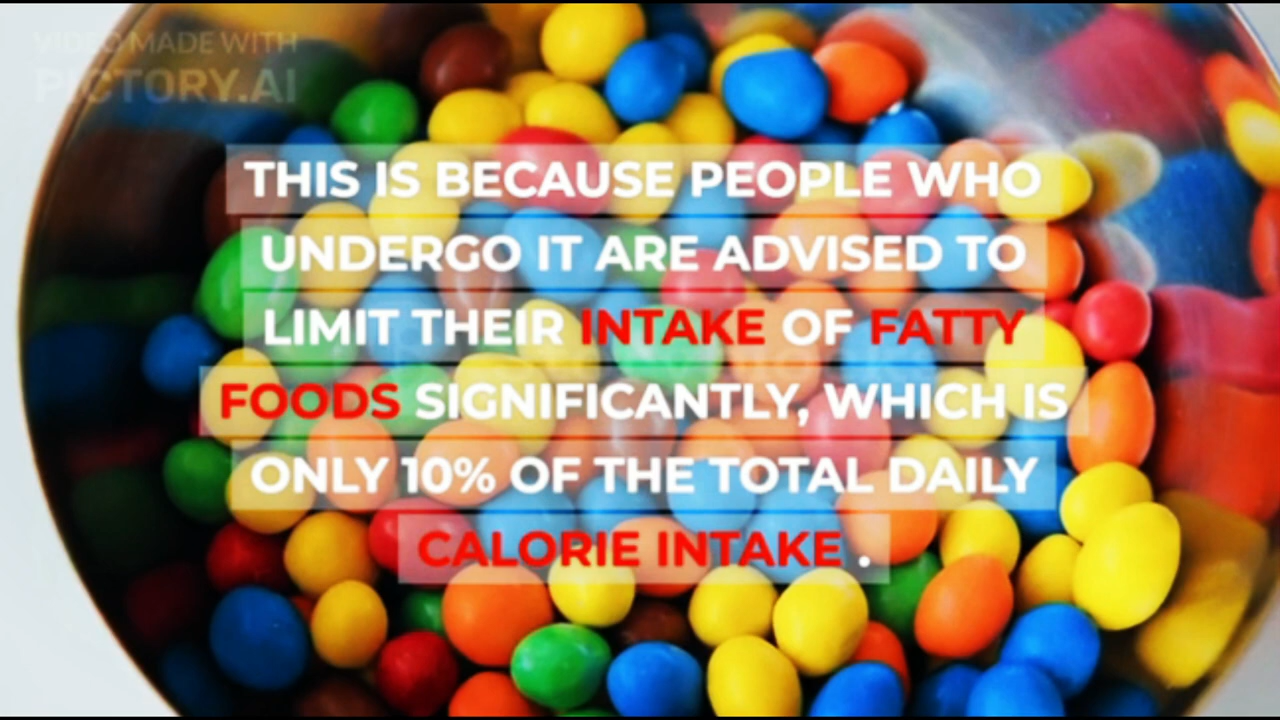 VIDEO MADE WITH
PICTORY.AI
THIS IS BECAUSE PEOPLE WHO
UNDERGO IT ARE ADVISED TO
LIMIT THEIR INTAKE OF FATTY
FOODS SIGNIFICANTLY, WHICH IS
ONLY 10% OF THE TOTAL DAILY
CALORIE INTAKE .